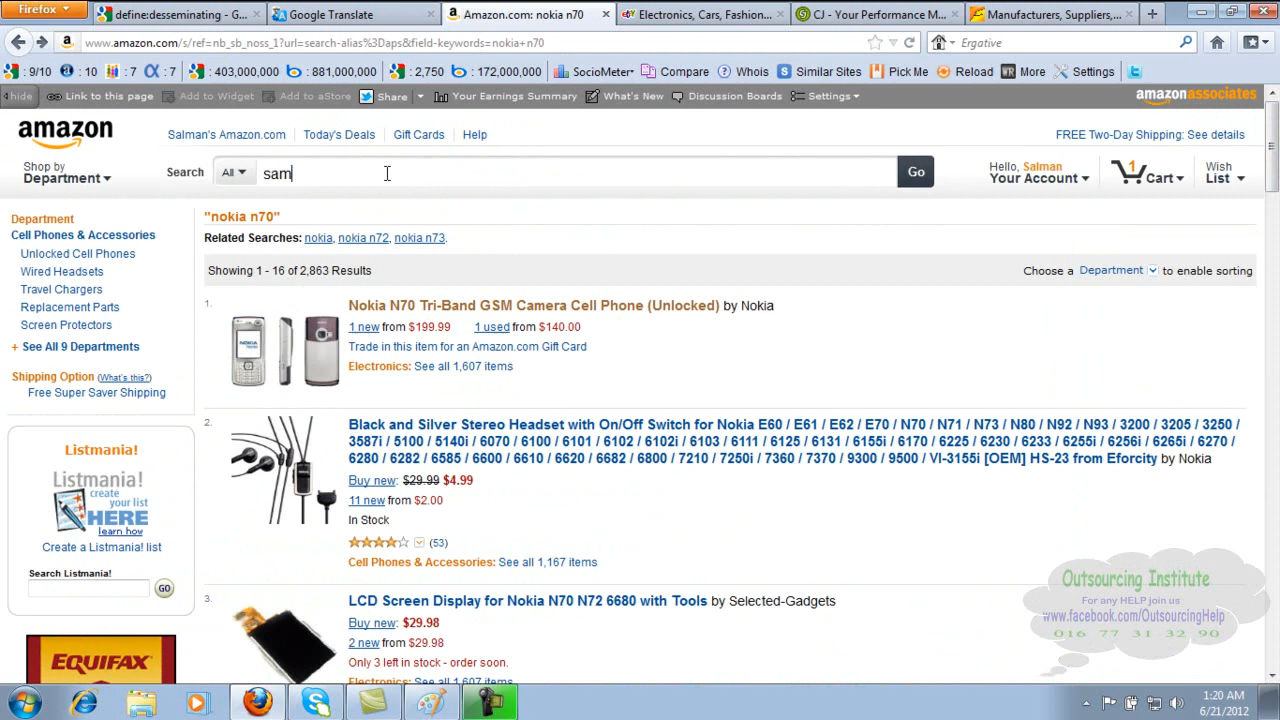 Firefox
define:desseminating - G...
Google Translate
Amazon.com: nokia n70
Electronics, Cars, Fashion...
CJ - Your Performance M...
Manufacturers, Suppliers,...
www.amazon.com/s/ref=nb_sb_noss_1?url=search-alias%3Daps&field-keywords=nokia+n70
Ergative
: 9/10 : 10 : 7 : 7 : 403,000,000 : 881,000,000 : 2,750 : 172,000,000 SocioMeter Compare Whois Similar Sites Pick Me Reload More Settings
hide Link to this page Add to Widget Add to aStore Share Your Earnings Summary What's New Discussion Boards Settings amazonassociates
amazon
Salman's Amazon.com Today's Deals Gift Cards Help FREE Two-Day Shipping: See details
Shop by
Department
Search All sam Go
Hello, Salman
Your Account
1
Cart
Wish
List
Department
Cell Phones & Accessories
Unlocked Cell Phones
Wired Headsets
Travel Chargers
Replacement Parts
Screen Protectors
+ See All 9 Departments
Shipping Option (What's this?)
Free Super Saver Shipping
Listmania!
Listmania!
create
your list
HERE
learn how
Create a Listmania! list
Search Listmania!
GO
EQUIFAX
"nokia n70"
Related Searches: nokia, nokia n72, nokia n73.
Showing 1 - 16 of 2,863 Results
Choose a Department to enable sorting
1.
Nokia N70 Tri-Band GSM Camera Cell Phone (Unlocked) by Nokia
1 new from $199.99 1 used from $140.00
Trade in this item for an Amazon.com Gift Card
Electronics: See all 1,607 items
2.
Black and Silver Stereo Headset with On/Off Switch for Nokia E60 / E61 / E62 / E70 / N70 / N71 / N73 / N80 / N92 / N93 / 3200 / 3205 / 3250 /
3587i / 5100 / 5140i / 6070 / 6100 / 6101 / 6102 / 6102i / 6103 / 6111 / 6125 / 6131 / 6155i / 6170 / 6225 / 6230 / 6233 / 6255i / 6256i / 6265i / 6270 /
6280 / 6282 / 6585 / 6600 / 6610 / 6620 / 6682 / 6800 / 7210 / 7250i / 7360 / 7370 / 9300 / 9500 / VI-3155i [OEM] HS-23 from Eforcity by Nokia
Buy new: $29.99 $4.99
11 new from $2.00
In Stock
(53)
Cell Phones & Accessories: See all 1,167 items
3.
LCD Screen Display for Nokia N70 N72 6680 with Tools by Selected-Gadgets
Buy new: $29.98
2 new from $29.98
Only 3 left in stock - order soon.
Electronics: See all 1,607 items
Outsourcing Institute
For any HELP join us
www.facebook.com/OutsourcingHelp
016 77 31 32 90
1:20 AM
6/21/2012